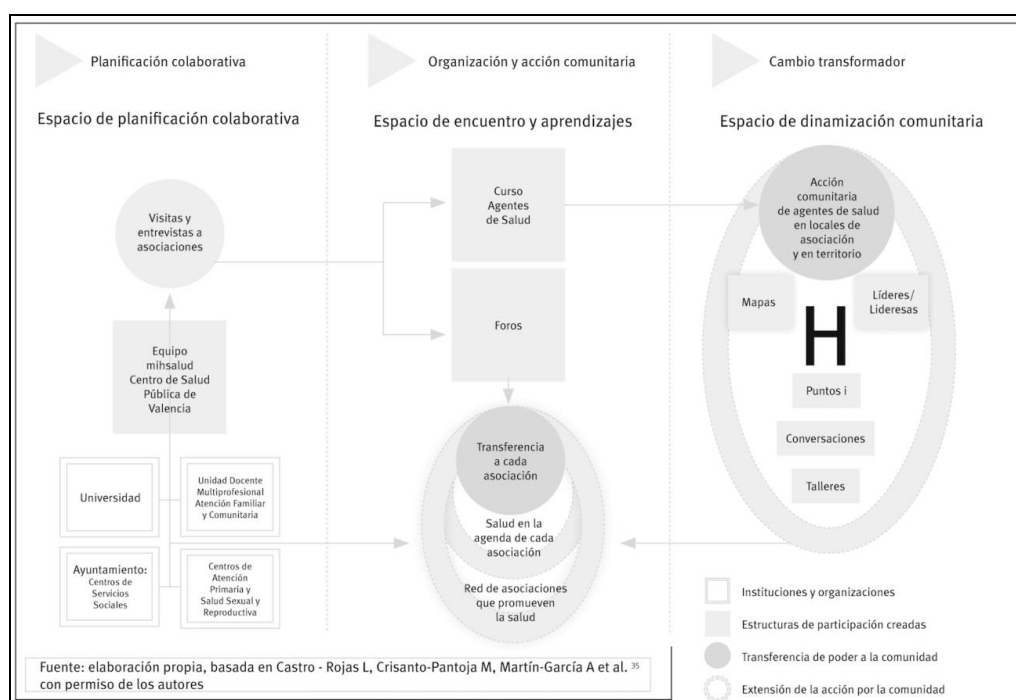 Planificación colaborativa
Organización y acción comunitaria
Cambio transformador
Espacio de planificación colaborativa
Espacio de encuentro y aprendizajes
Espacio de dinamización comunitaria
Visitas y
entrevistas a
asociaciones
Equipo
mihsalud
Centro de Salud
Pública de
Valencia
Universidad
Unidad Docente
Multiprofesional
Atención Familiar
y Comunitaria
Ayuntamiento:
Centros de
Servicios
Sociales
Centros de
Atención
Primaria y
Salud Sexual y
Reproductiva
Curso
Agentes
de Salud
Foros
Transferencia
a cada
asociación
Salud en la
agenda de cada
asociación
Red de asociaciones
que promueven
la salud
Acción
comunitaria
de agentes de salud
en locales de
asociación
y en territorio
Mapas
Líderes/
Lideresas
H
Puntos i
Conversaciones
Talleres
Instituciones y organizaciones
Estructuras de participación creadas
Transferencia de poder a la comunidad
Extensión de la acción por la comunidad
Fuente: elaboración propia, basada en Castro - Rojas L, Crisanto-Pantoja M, Martín-García A et al. 35
con permiso de los autores